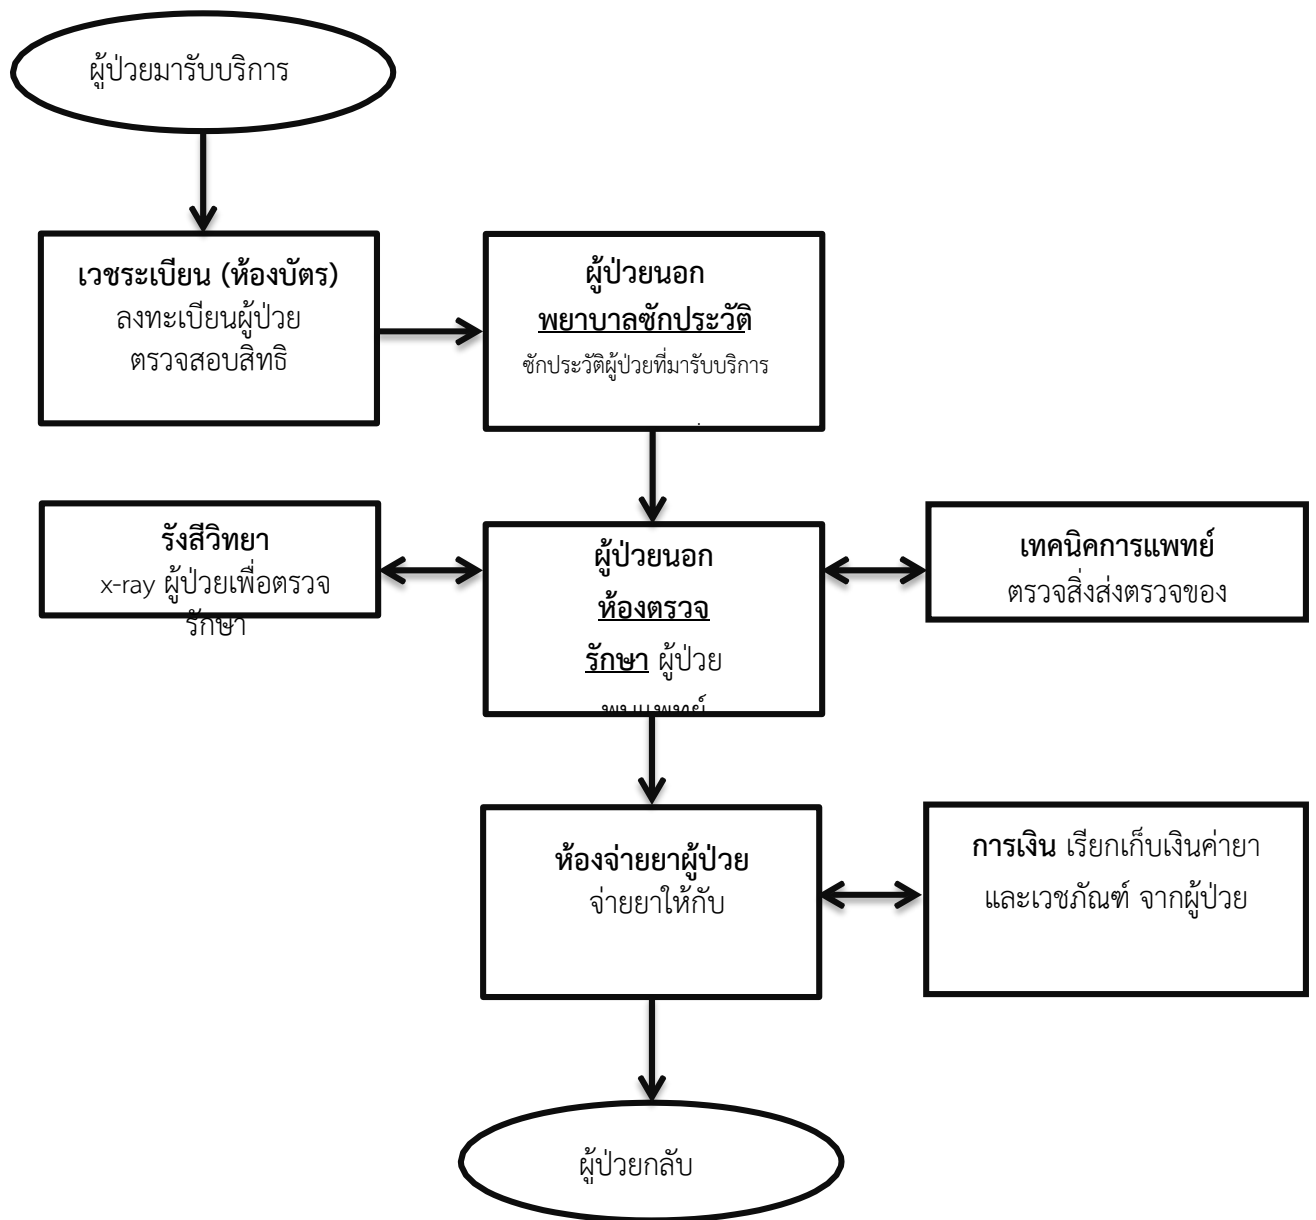 ผู้ป่วยมารับบริการ
เวชระเบียน (ห้องบัตร)
ลงทะเบียนผู้ป่วย
ตรวจสอบสิทธิ
ผู้ป่วยนอก
พยาบาลซักประวัติ
ซักประวัติผู้ป่วยที่มารับบริการ
รังสีวิทยา
x-ray ผู้ป่วยเพื่อตรวจ
รักษา
ผู้ป่วยนอก
ห้องตรวจ
รักษา ผู้ป่วย
พบแพทย์
เทคนิคการแพทย์
ตรวจสิ่งส่งตรวจของ
ห้องจ่ายยาผู้ป่วย
จ่ายยาให้กับ
การเงิน เรียกเก็บเงินค่ายา
และเวชภัณฑ์ จากผู้ป่วย
ผู้ป่วยกลับ